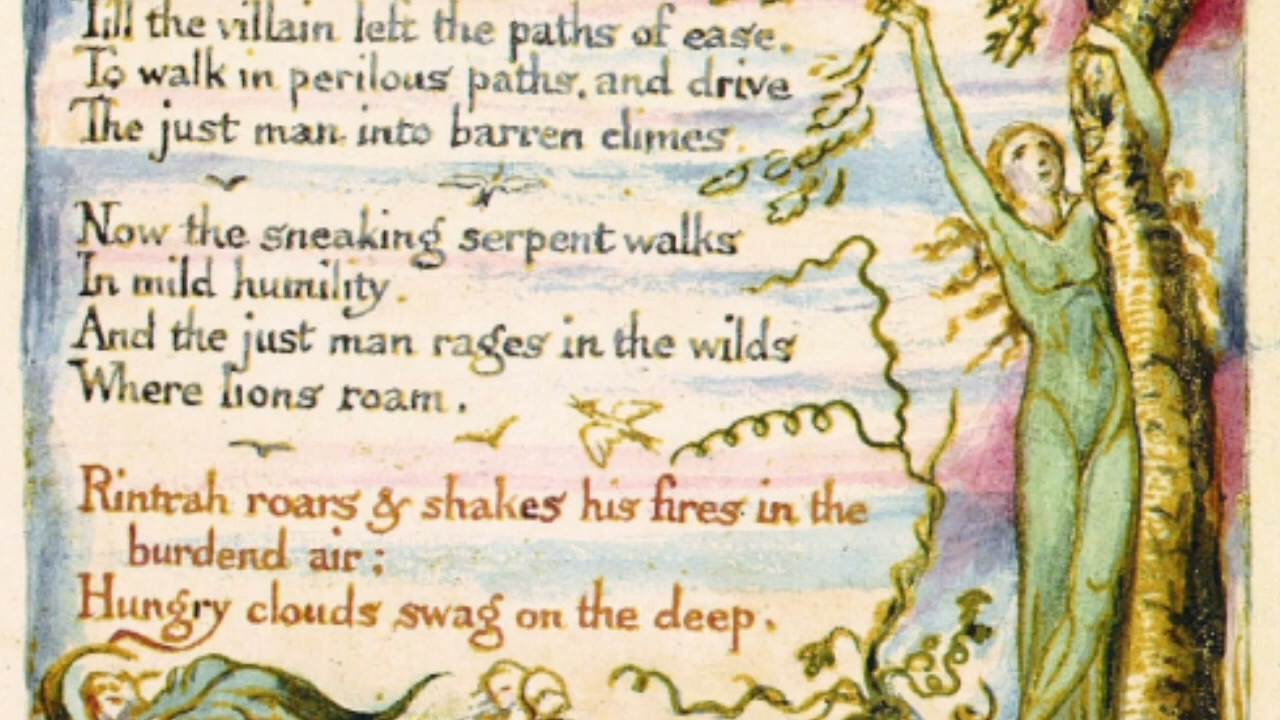 Till the villain left the paths of ease.
To walk in perilous paths, and drive
The just man into barren climes.
Now the sneaking serpent walks
In mild humility.
And the just man rages in the wilds
Where lions roam.
Rintrah roars & shakes his fires in the
burdend air;
Hungry clouds swag on the deep.